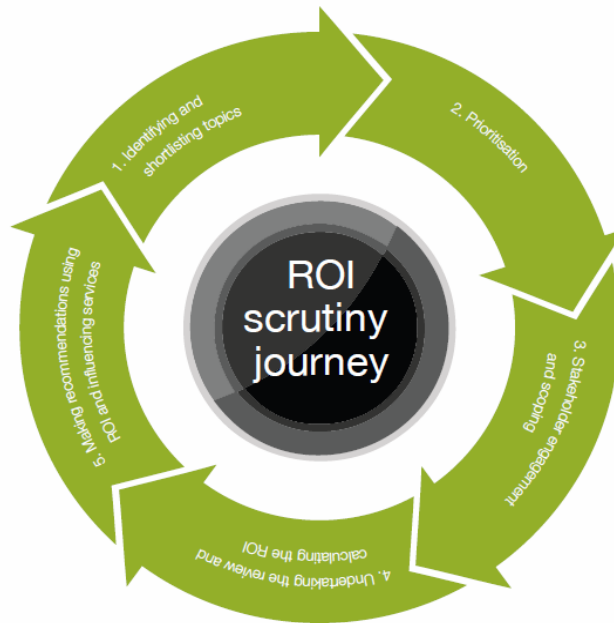 ROI
scrutiny
journey
1. Identifying and
shortlisting topics
2. Prioritisation
3. Stakeholder engagement
and scoping
4. Undertaking the review and
calculating the ROI
5. Making recommendations using
ROI and influencing services